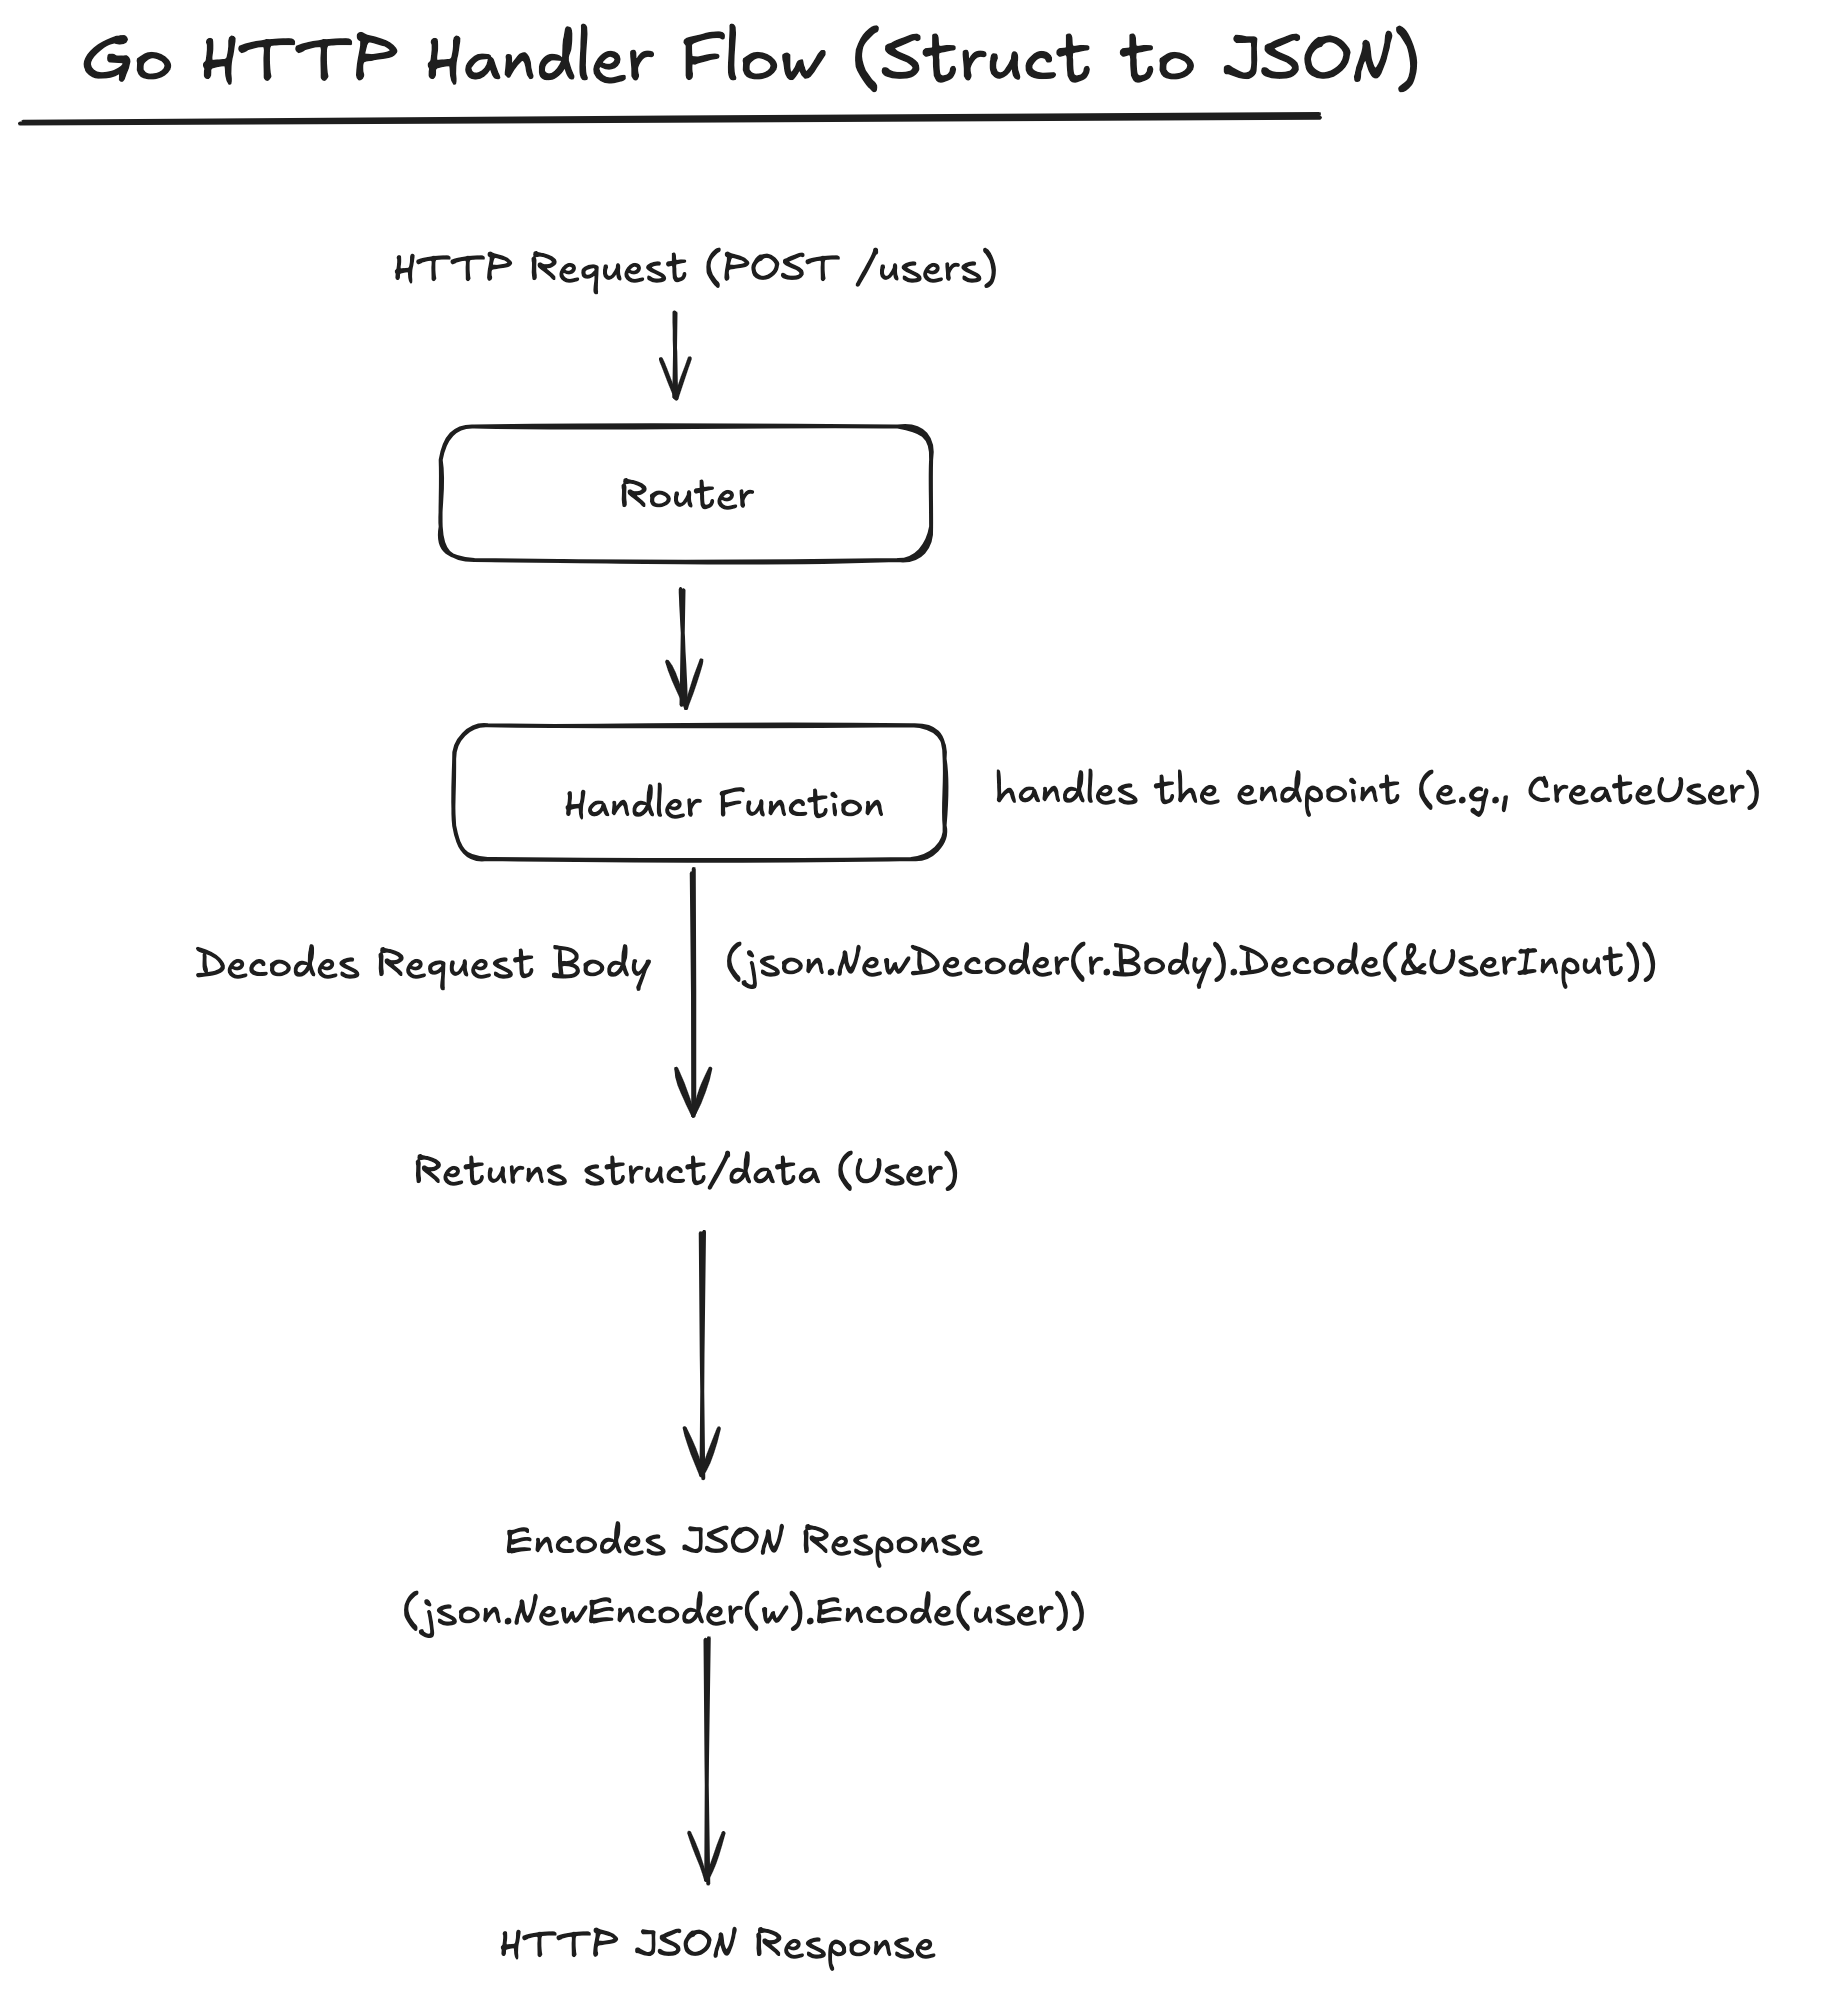 Go HTTP Handler Flow (Struct to JSON)
HTTP Request (POST /users)
Router
Handler Function
handles the endpoint (e.g., CreateUser)
Decodes Request Body
(json.NewDecoder(r.Body).Decode(&UserInput))
Returns struct/data (User)
Encodes JSON Response
(json.NewEncoder(w).Encode(user))
HTTP JSON Response